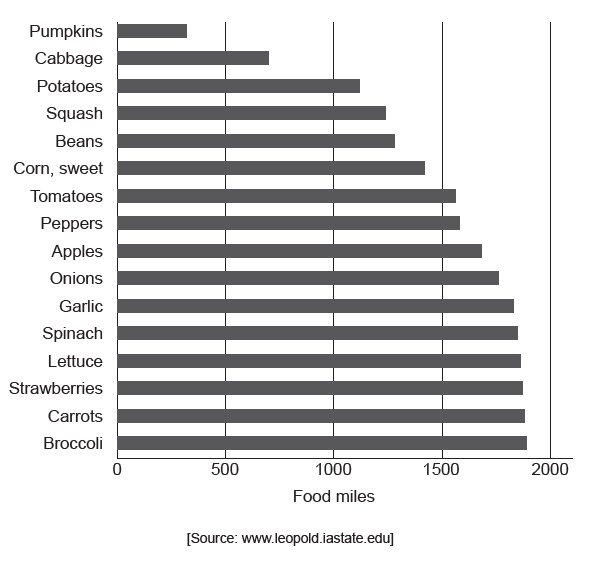 Pumpkins
Cabbage
Potatoes
Squash
Beans
Corn, sweet
Tomatoes
Peppers
Apples
Onions
Garlic
Spinach
Lettuce
Strawberries
Carrots
Broccoli
0 500 1000 1500 2000
Food miles
[Source: www.leopold.iastate.edu]